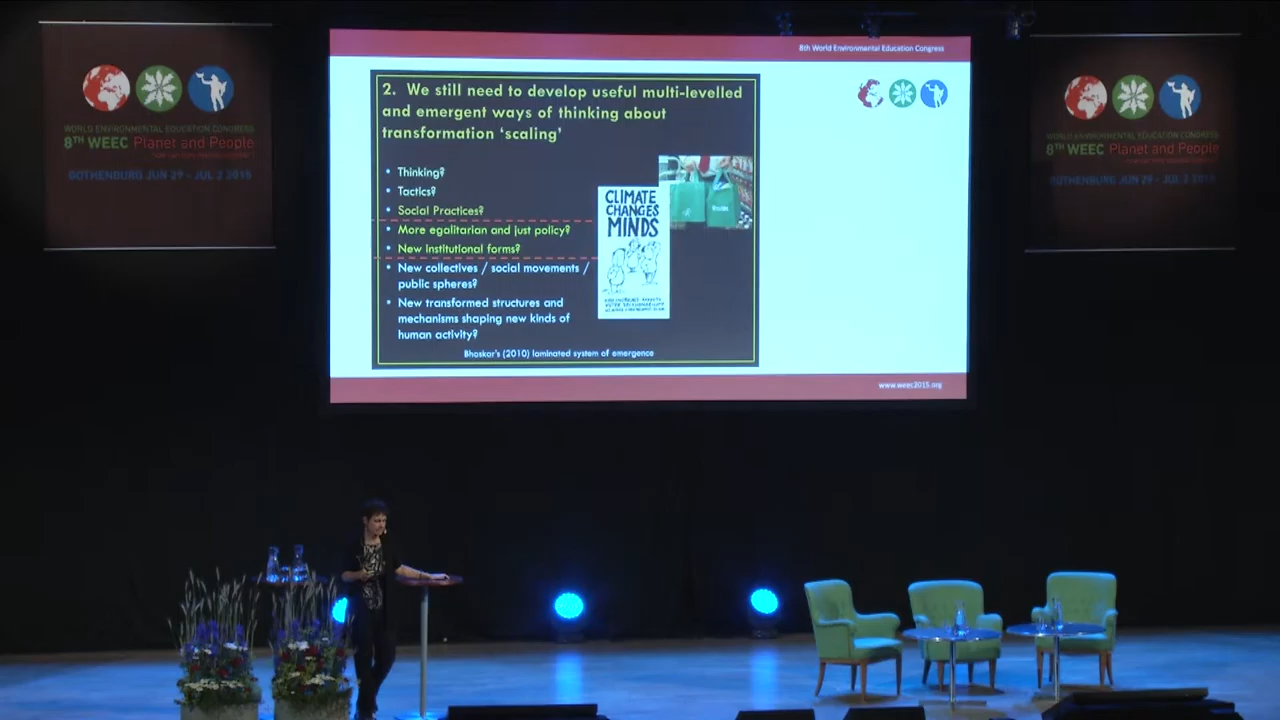 8th World Environmental Education Congress
WORLD ENVIRONMENTAL EDUCATION CONGRESS
8TH WEEC Planet and People
GOTHENBURG JUN 29 - JUL 2 2015
2. We still need to develop useful multi-levelled
and emergent ways of thinking about
transformation ‘scaling’
• Thinking?
• Tactics?
• Social Practices?
• More egalitarian and just policy?
• New institutional forms?
• New collectives / social movements /
public spheres?
• New transformed structures and
mechanisms shaping new kinds of
human activity?
Bhaskar's (2010) laminated system of emergence
CLIMATE
CHANGES
MINDS
www.weec2015.org
WORLD ENVIRONMENTAL EDUCATION CONGRESS
8TH WEEC Planet and People
GOTHENBURG JUN 29 - JUL 2 2015